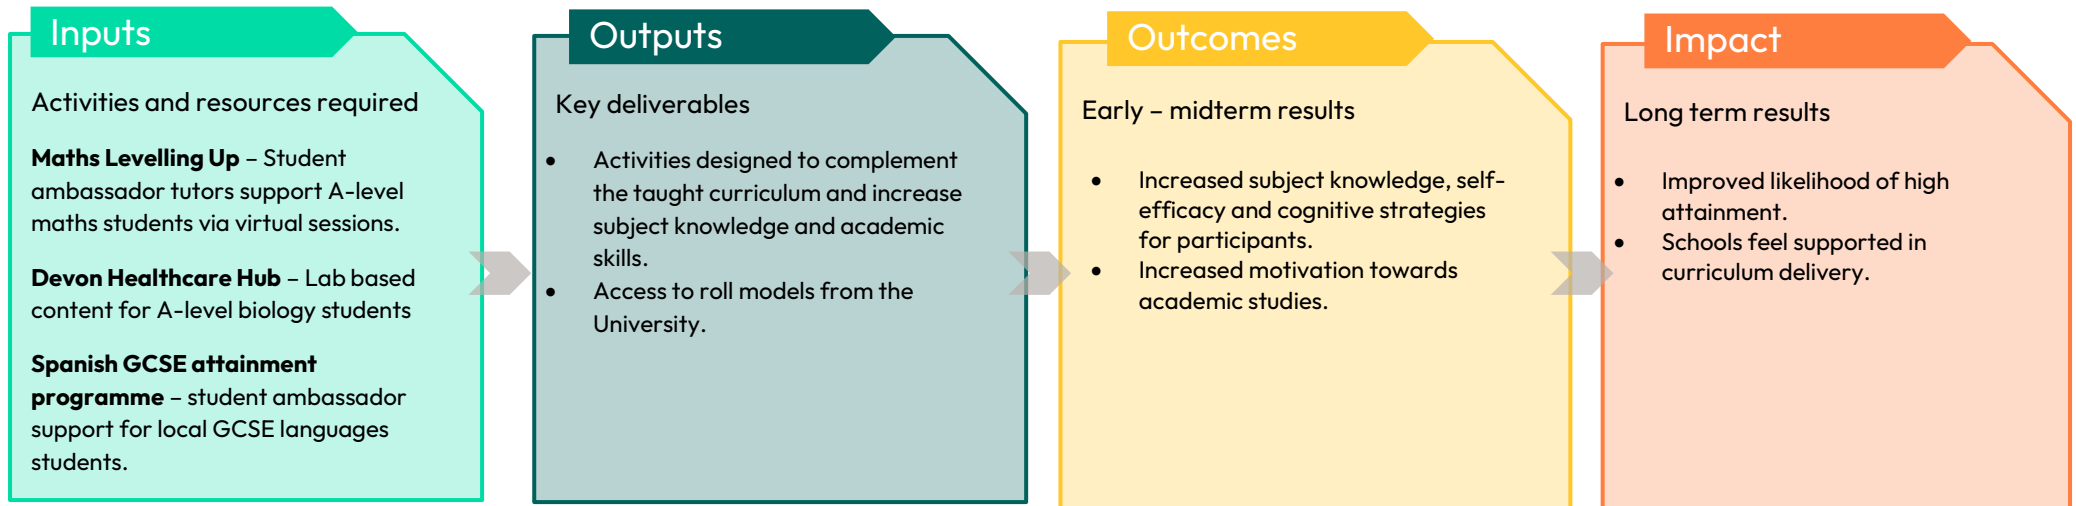 Inputs
Activities and resources required
Maths Levelling Up – Student
ambassador tutors support A-level
maths students via virtual sessions.
Devon Healthcare Hub – Lab based
content for A-level biology students
Spanish GCSE attainment
programme – student ambassador
support for local GCSE languages
students.
Outputs
Key deliverables
• Activities designed to complement
the taught curriculum and increase
subject knowledge and academic
skills.
• Access to roll models from the
University.
Outcomes
Early – midterm results
• Increased subject knowledge, self-
efficacy and cognitive strategies
for participants.
• Increased motivation towards
academic studies.
Impact
Long term results
• Improved likelihood of high
attainment.
• Schools feel supported in
curriculum delivery.